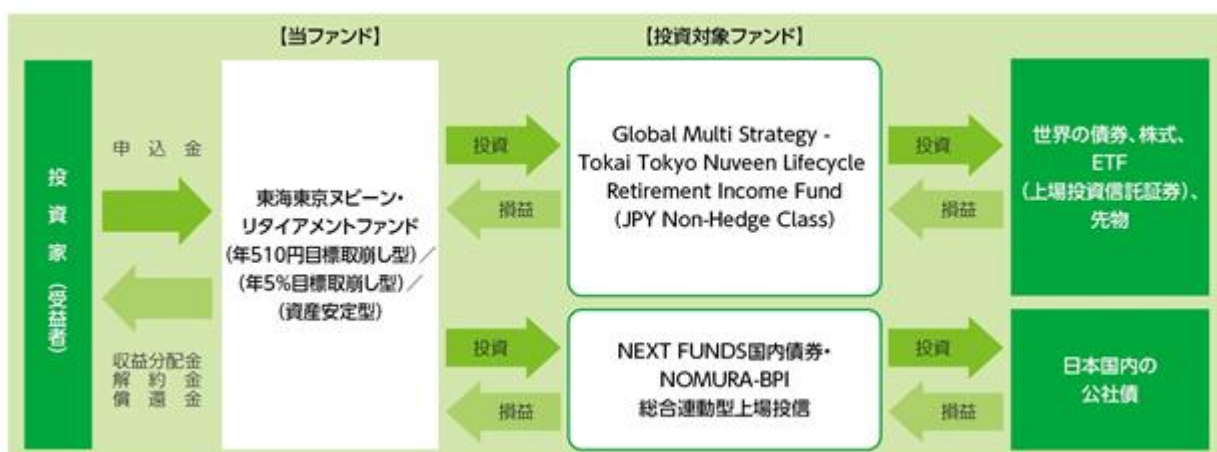 【当ファンド】
【投資対象ファンド】
投資家（受益者）
申込金
収益分配金
解約金
償還金
東海東京ヌビーン・
リタイアメントファンド
(年510円目標取崩し型)／
(年5%目標取崩し型)／
(資産安定型)
投資
損益
Global Multi Strategy -
Tokai Tokyo Nuveen Lifecycle
Retirement Income Fund
(JPY Non-Hedge Class)
投資
損益
世界の債券、株式、
ETF
(上場投資信託証券)、
先物
投資
損益
NEXT FUNDS国内債券・
NOMURA-BPI
総合連動型上場投信
投資
損益
日本国内の
公社債